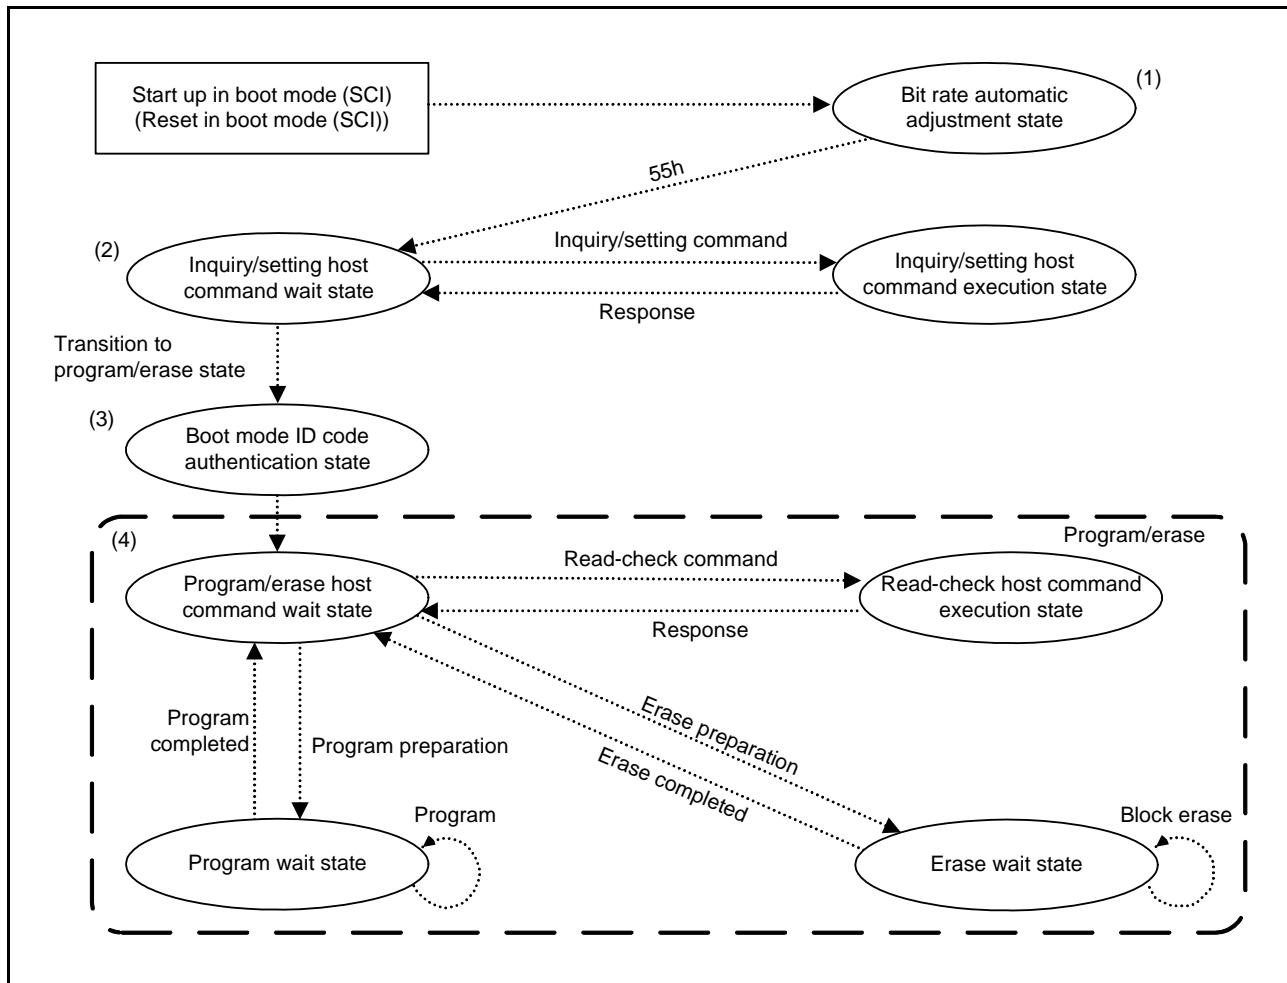 Start up in boot mode (SCI)
(Reset in boot mode (SCI))
(1)
Bit rate automatic
adjustment state
55h
(2)
Inquiry/setting host
command wait state
Inquiry/setting command
Response
Inquiry/setting host
command execution state
Transition to
program/erase state
(3)
Boot mode ID code
authentication state
Program/erase
(4)
Program/erase host
command wait state
Read-check command
Response
Read-check host command
execution state
Program
completed
Program preparation
Erase preparation
Erase completed
Program
Program wait state
Block erase
Erase wait state